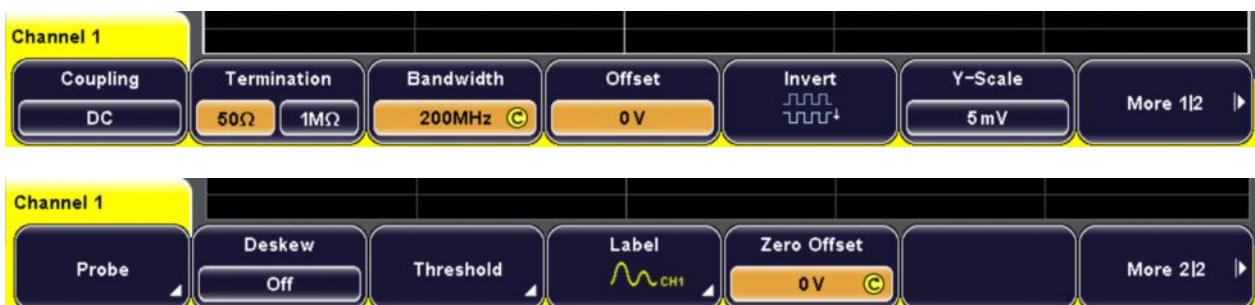 Channel 1
Coupling Termination Bandwidth Offset Invert Y-Scale More 1|2
DC 50Ω 1MΩ 200MHz C 0 V 5 mV
Channel 1
Probe Deskew Threshold Label Zero Offset More 2|2
Off CH1 0 V C